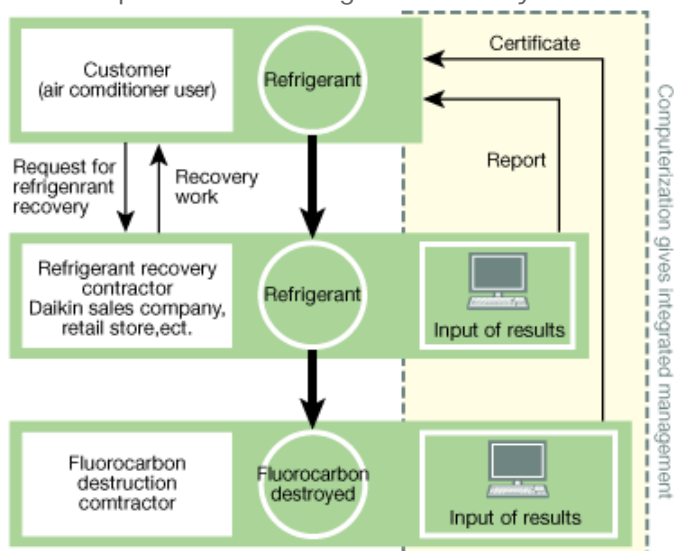 Customer
(air comditioner user)
Refrigerant
Certificate
Report
Request for
refrigenrant
recovery
Recovery
work
Refrigerant recovery
contractor
Daikin sales company,
retail store,ect.
Refrigerant
Input of results
Fluorocarbon
destruction
comtractor
Fluorocarbon
destroyed
Input of results
Computerization gives integrated management